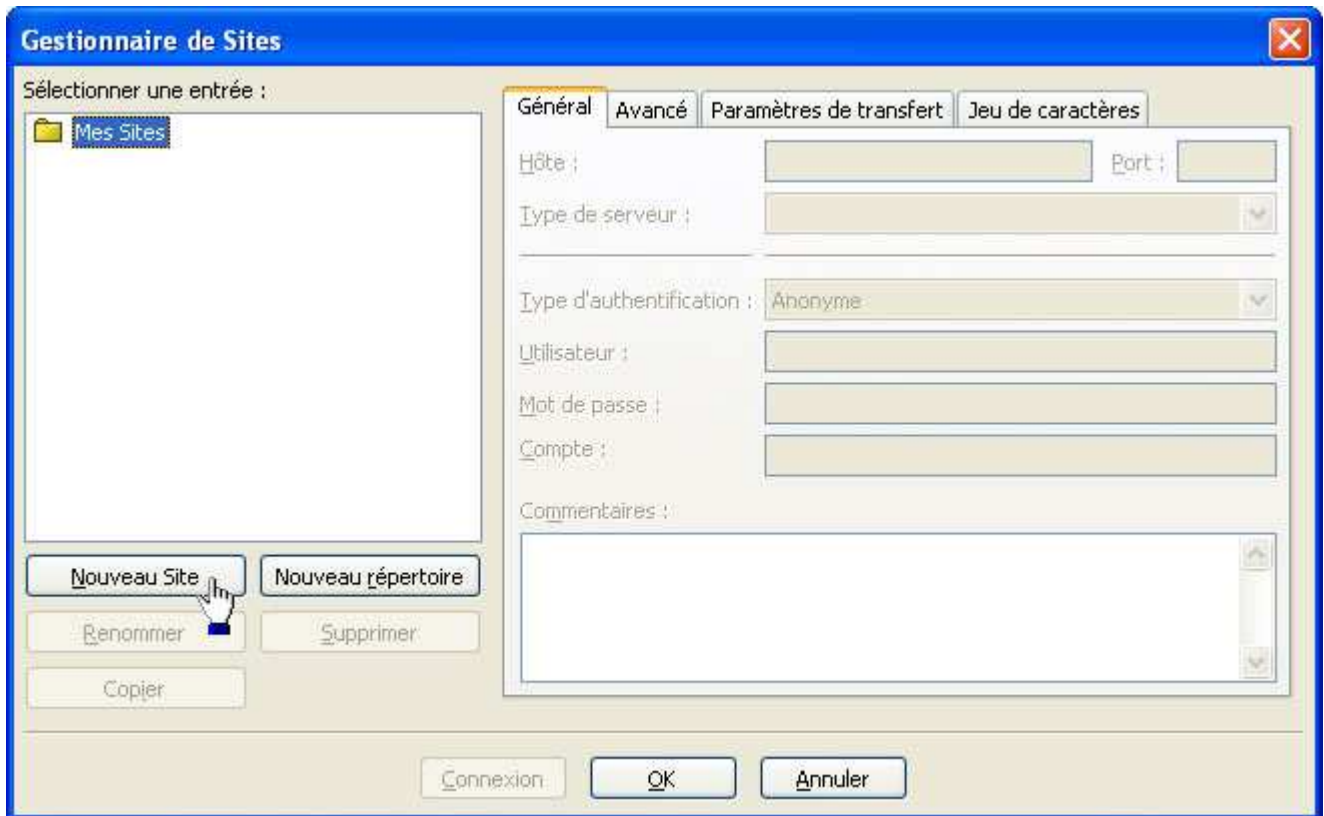 Gestionnaire de Sites
Sélectionner une entrée :
Mes Sites
Nouveau Site
Nouveau répertoire
Renommer
Supprimer
Copier
Général
Avancé
Paramètres de transfert
Jeu de caractères
Hôte :
Port :
Type de serveur :
Type d'authentification :
Anonyme
Utilisateur :
Mot de passe :
Compte :
Commentaires :
Connexion
OK
Annuler